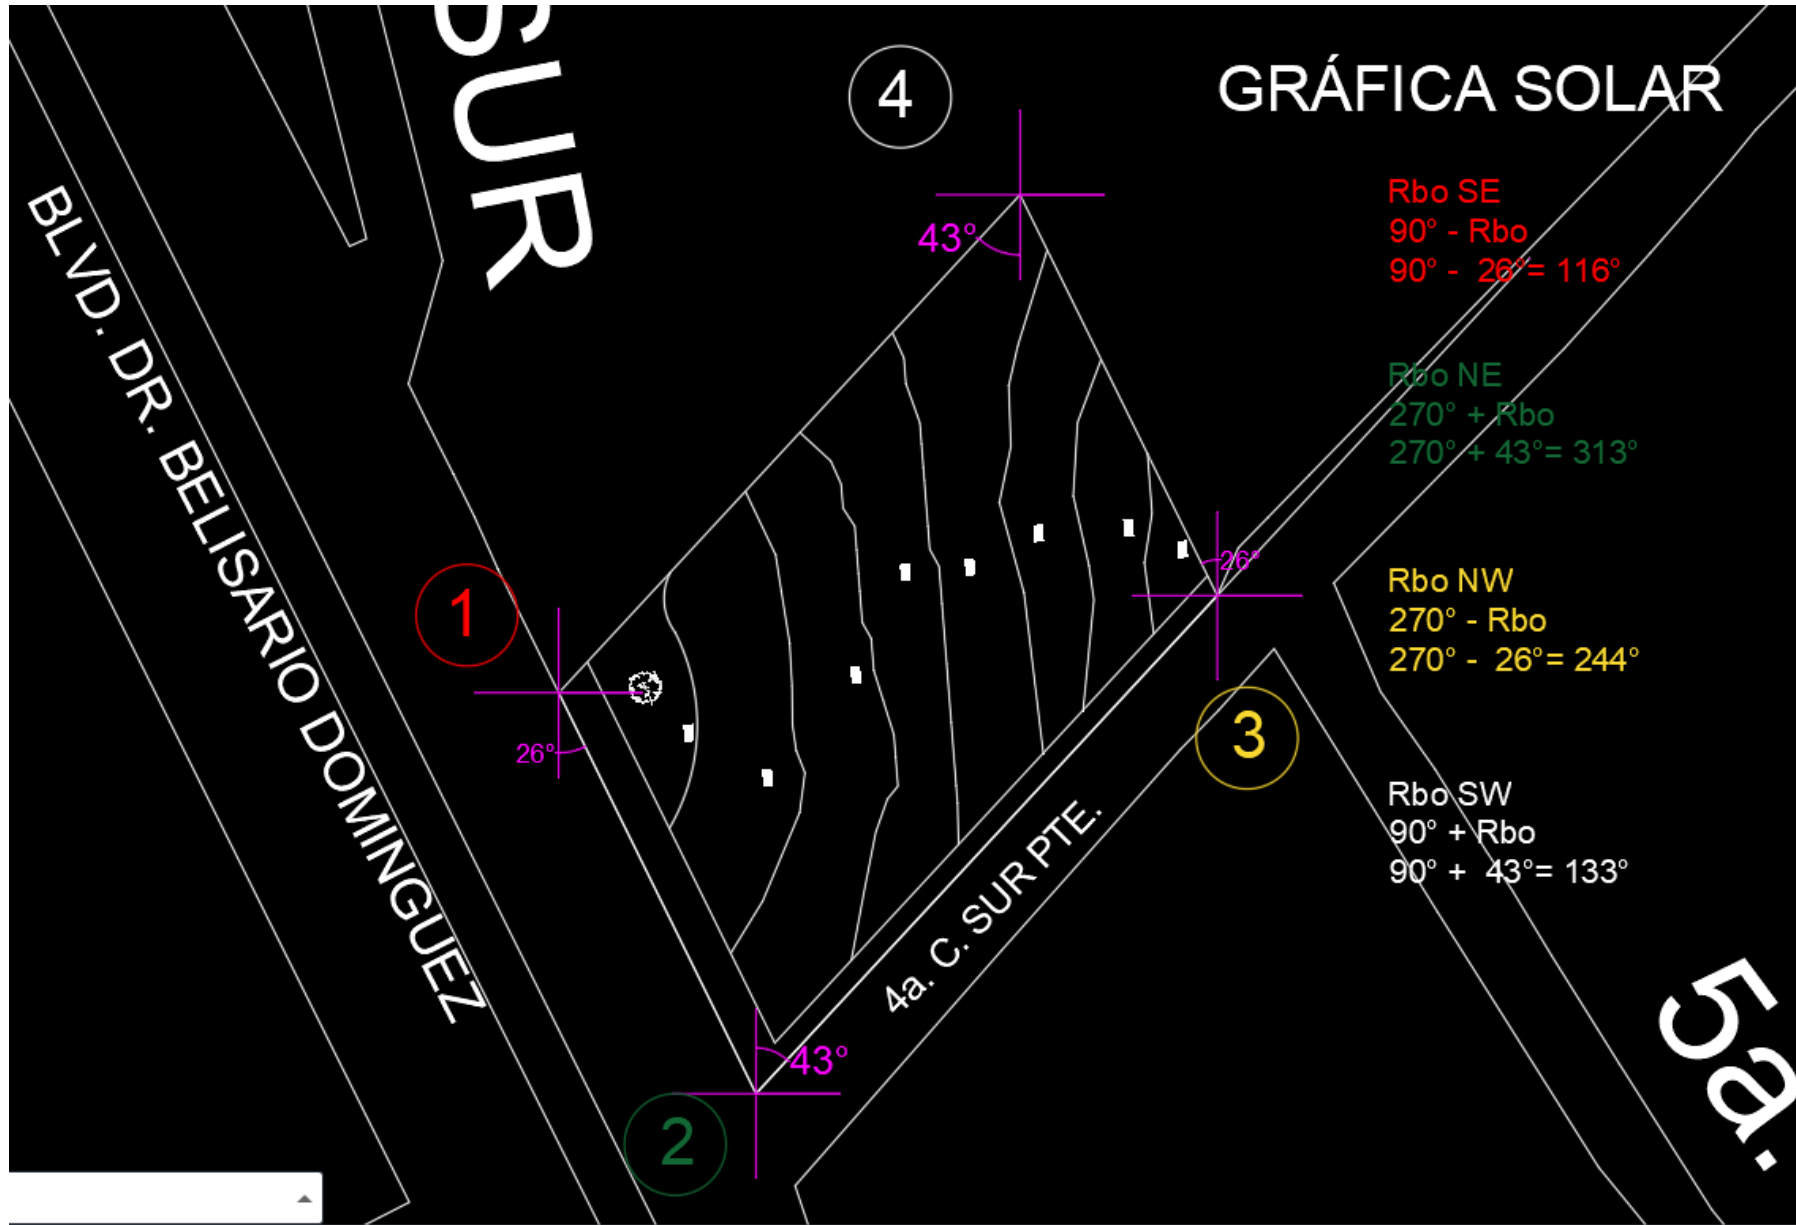 SUR
4
GRÁFICA SOLAR
BLVD. DR. BELISARIO DOMINGUEZ
43°
Rbo SE
90° - Rbo
90° - 26°= 116°
Rbo NE
270° + Rbo
270° + 43°= 313°
1
26°
26°
Rbo NW
270° - Rbo
270° - 26°= 244°
3
Rbo SW
90° + Rbo
90° + 43°= 133°
4a. C. SUR PTE.
43°
2
5a.